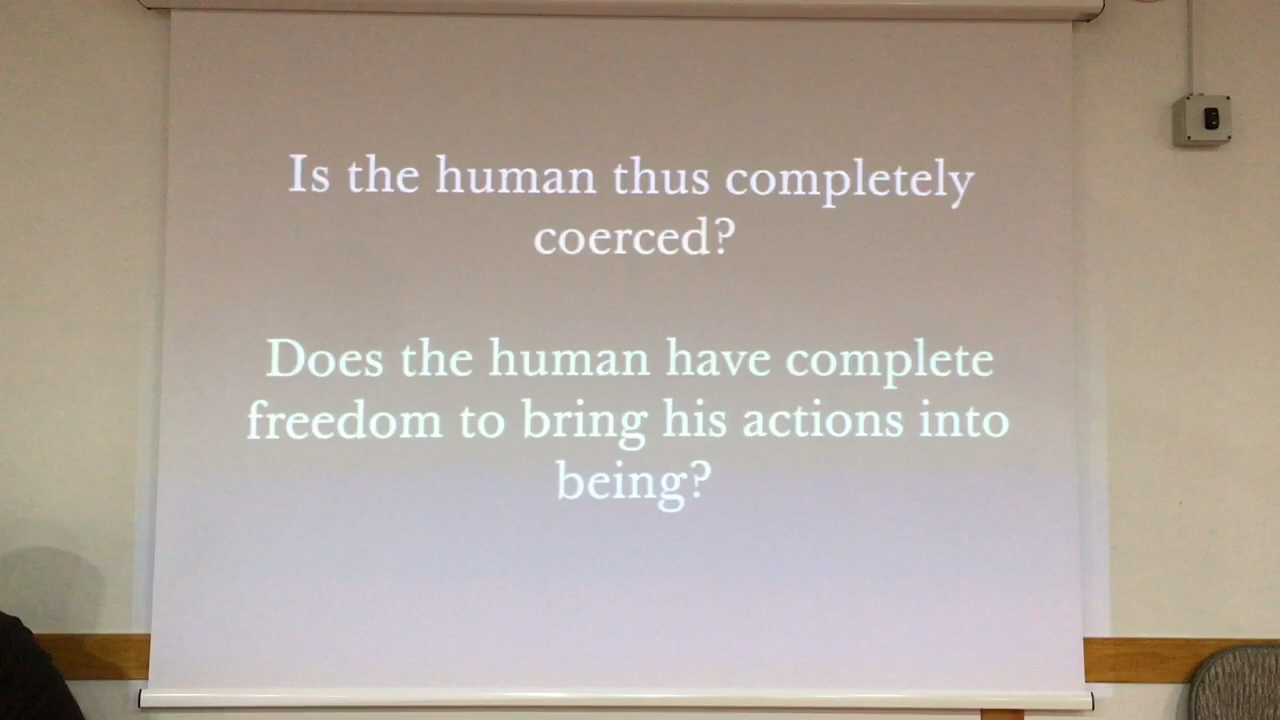 Is the human thus completely
coerced?
Does the human have complete
freedom to bring his actions into
being?